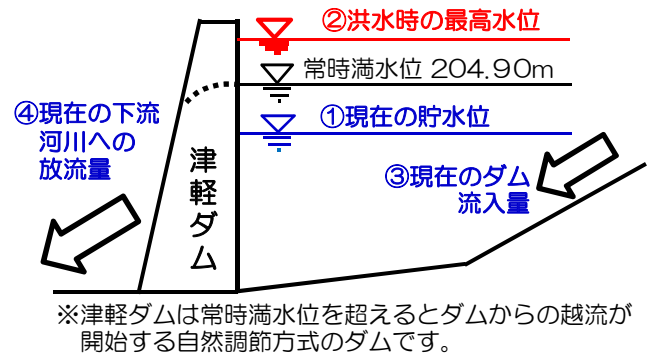 ②洪水時の最高水位
常時満水位 204.90m
①現在の貯水位
④現在の下流
河川への
放流量
津軽ダム
③現在のダム
流入量
※津軽ダムは常時満水位を超えるとダムからの越流が
開始する自然調節方式のダムです。